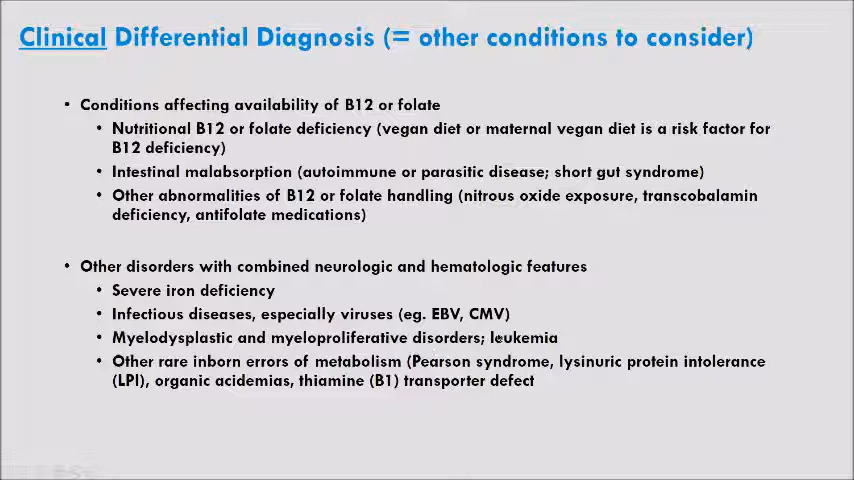 Clinical Differential Diagnosis (= other conditions to consider)
• Conditions affecting availability of B12 or folate
• Nutritional B12 or folate deficiency (vegan diet or maternal vegan diet is a risk factor for
B12 deficiency)
• Intestinal malabsorption (autoimmune or parasitic disease; short gut syndrome)
• Other abnormalities of B12 or folate handling (nitrous oxide exposure, transcobalamin
deficiency, antifolate medications)
• Other disorders with combined neurologic and hematologic features
• Severe iron deficiency
• Infectious diseases, especially viruses (eg. EBV, CMV)
• Myelodysplastic and myeloproliferative disorders; leukemia
• Other rare inborn errors of metabolism (Pearson syndrome, lysinuric protein intolerance
(LPI), organic acidemias, thiamine (B1) transporter defect